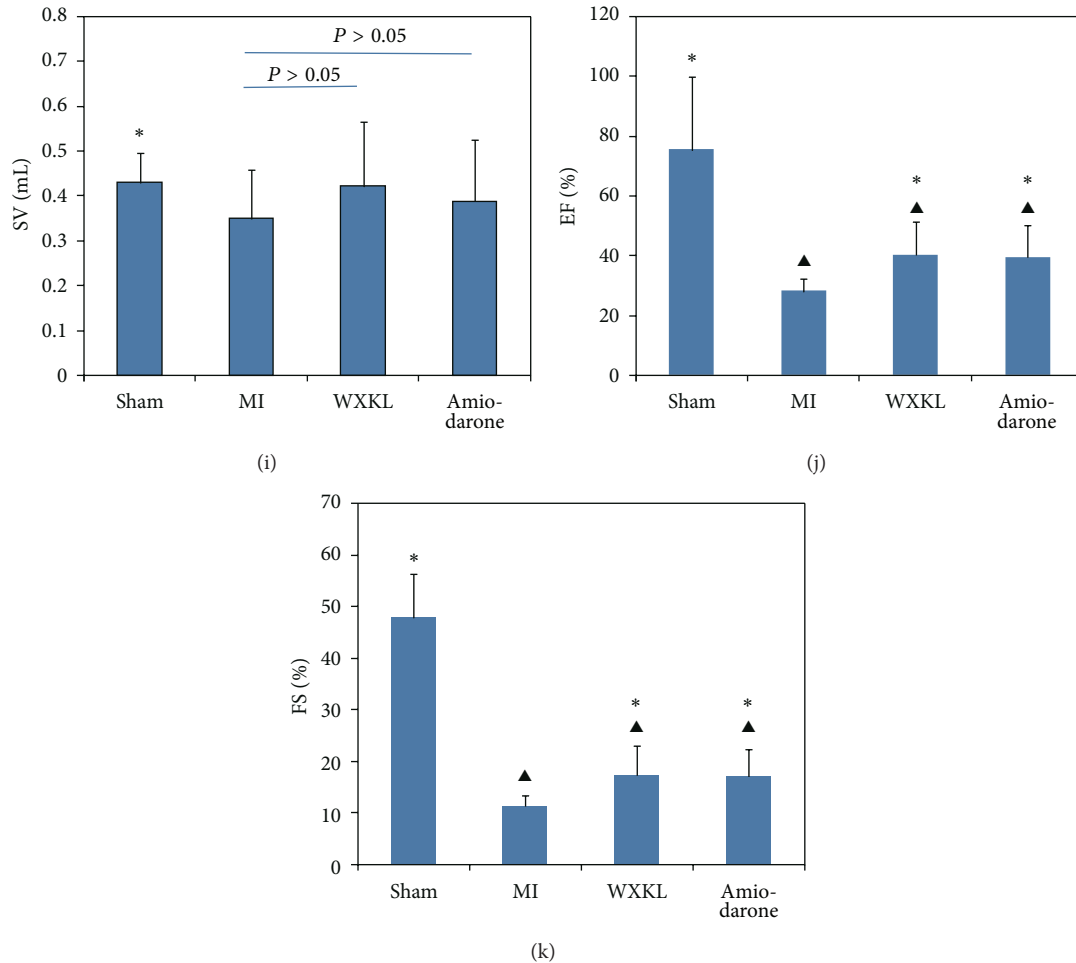 0.8
0.7
0.6
0.5
0.4
0.3
0.2
0.1
0
SV (mL)
P > 0.05
P > 0.05
*
Sham MI WXKL Amio-
darone
(i)
120
100
80
60
40
20
0
EF (%)
*
* *
▲ ▲
▲
Sham MI WXKL Amio-
darone
(j)
70
60
50
40
30
20
10
0
FS (%)
*
* *
▲ ▲
▲
Sham MI WXKL Amio-
darone
(k)